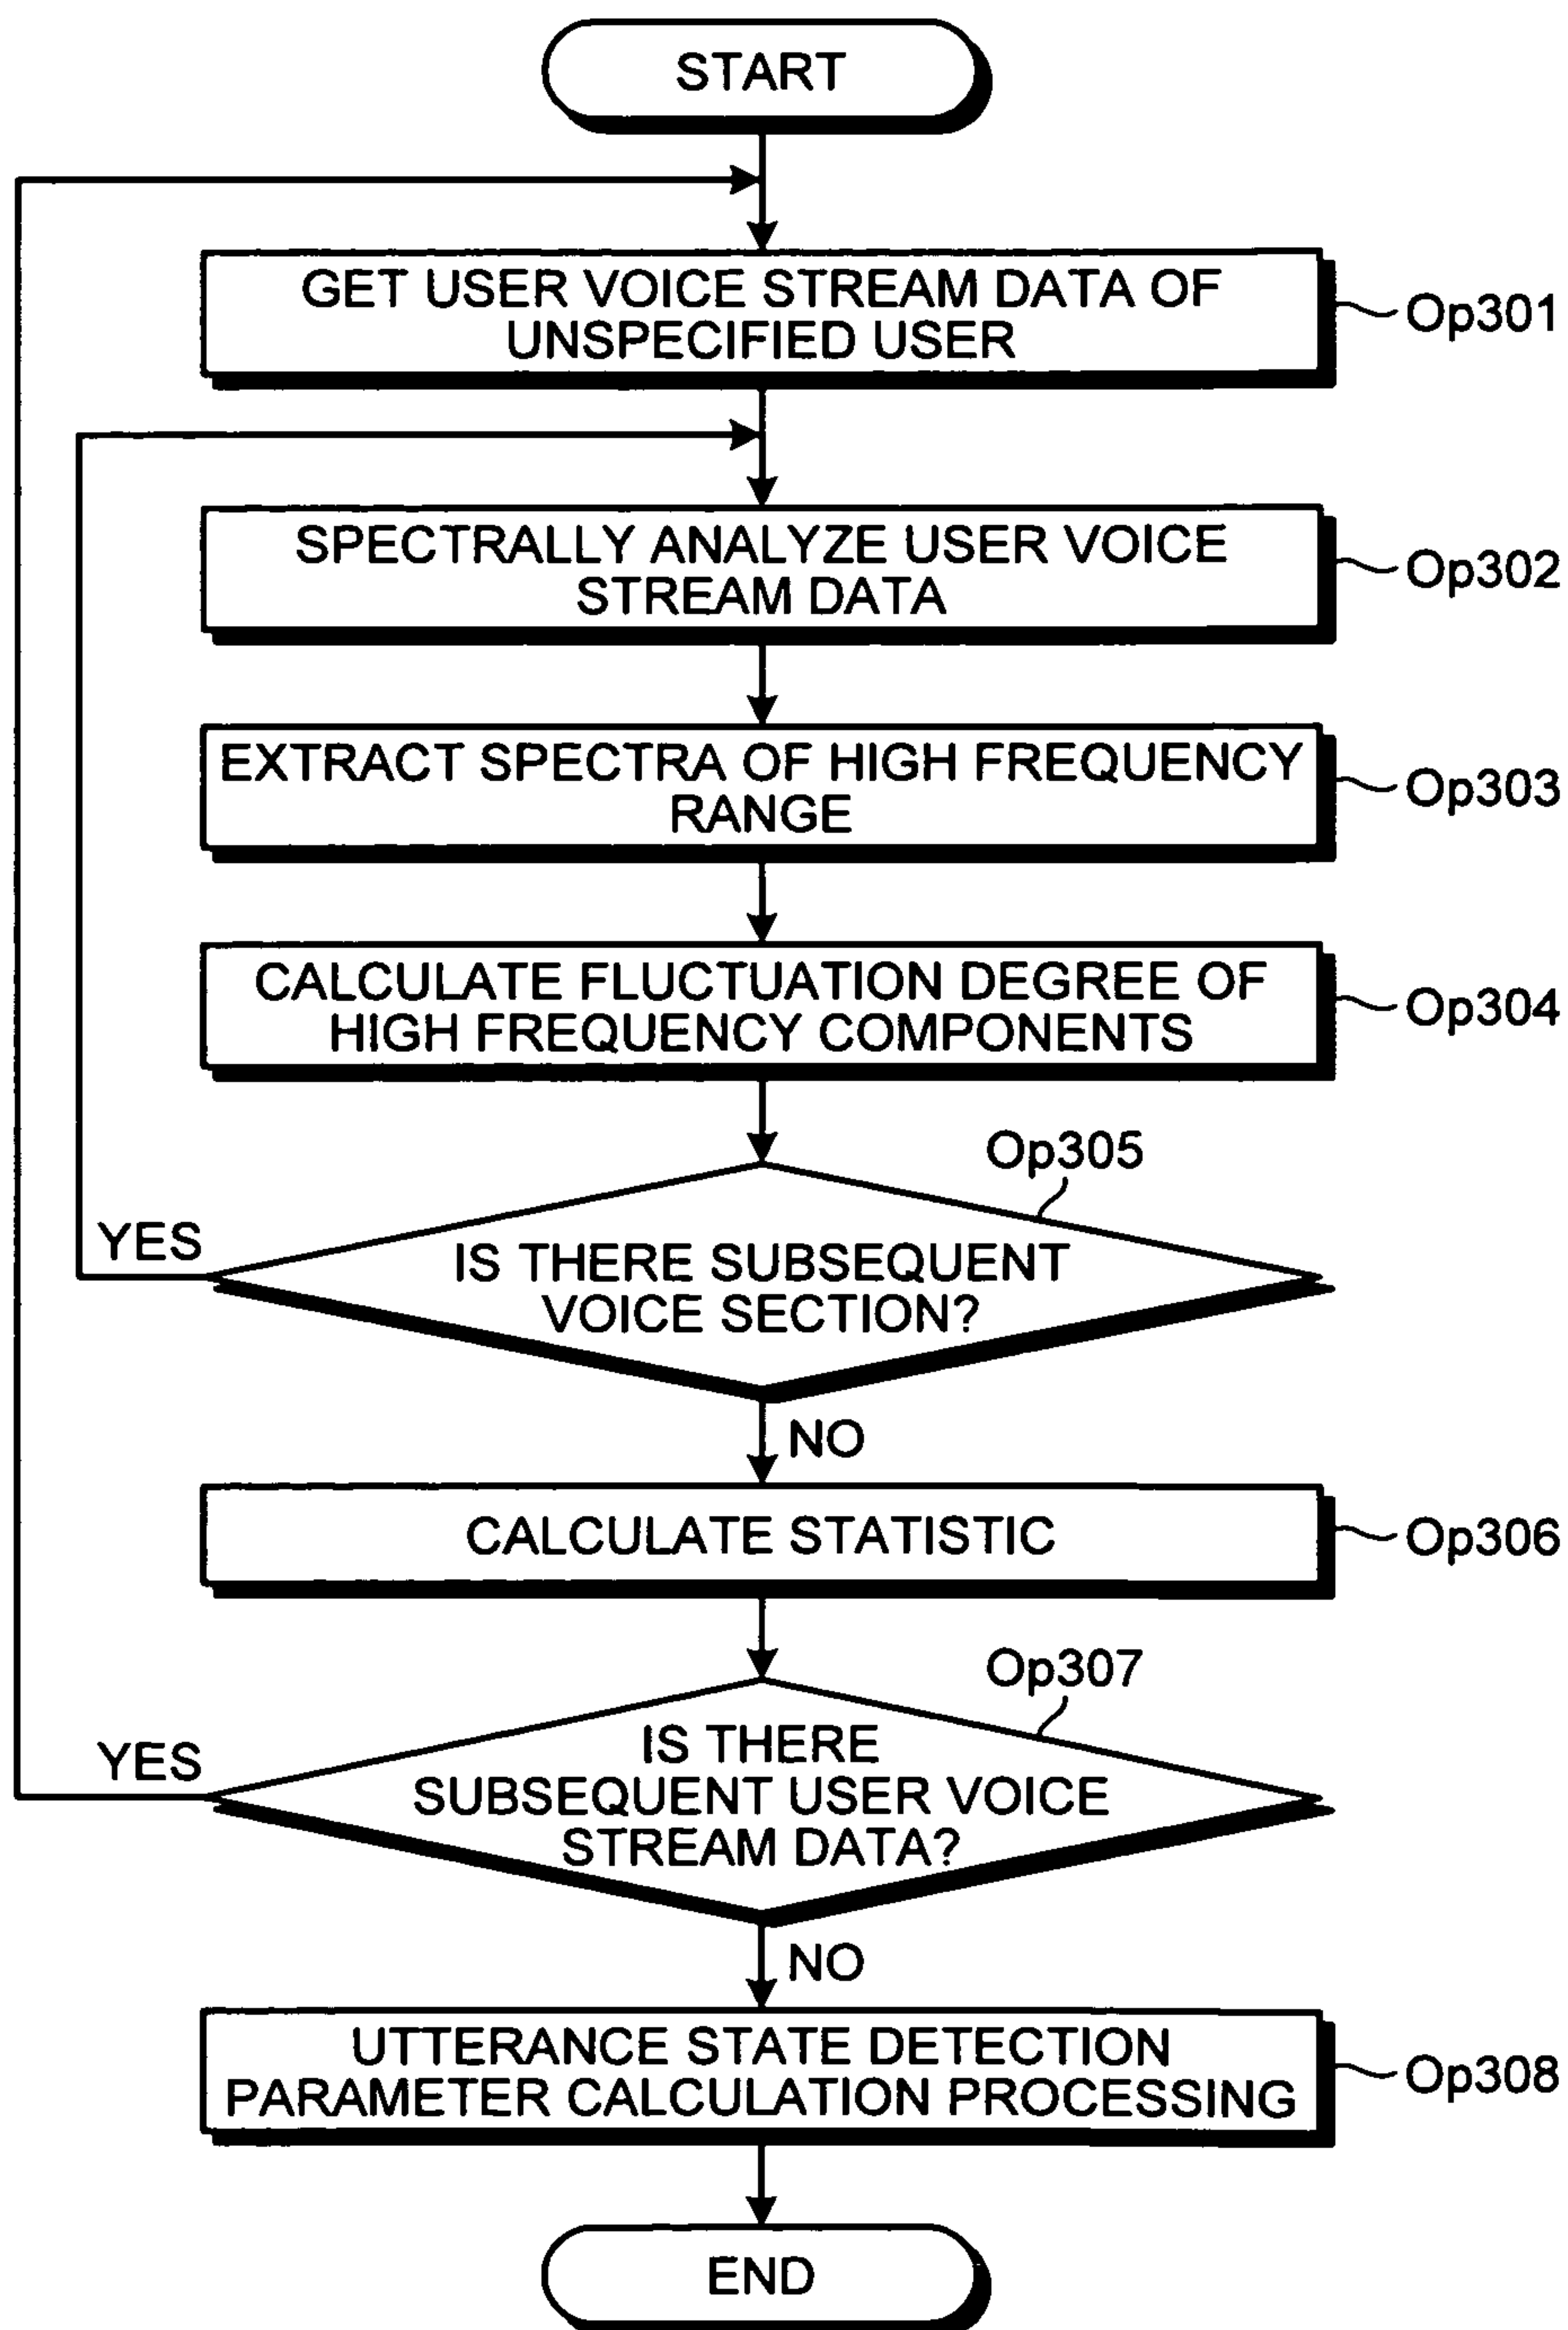 START
GET USER VOICE STREAM DATA OF
UNSPECIFIED USER
Op301
SPECTRALLY ANALYZE USER VOICE
STREAM DATA
Op302
EXTRACT SPECTRA OF HIGH FREQUENCY
RANGE
Op303
CALCULATE FLUCTUATION DEGREE OF
HIGH FREQUENCY COMPONENTS
Op304
Op305
YES
IS THERE SUBSEQUENT
VOICE SECTION?
NO
CALCULATE STATISTIC
Op306
Op307
YES
IS THERE
SUBSEQUENT USER VOICE
STREAM DATA?
NO
UTTERANCE STATE DETECTION
PARAMETER CALCULATION PROCESSING
Op308
END